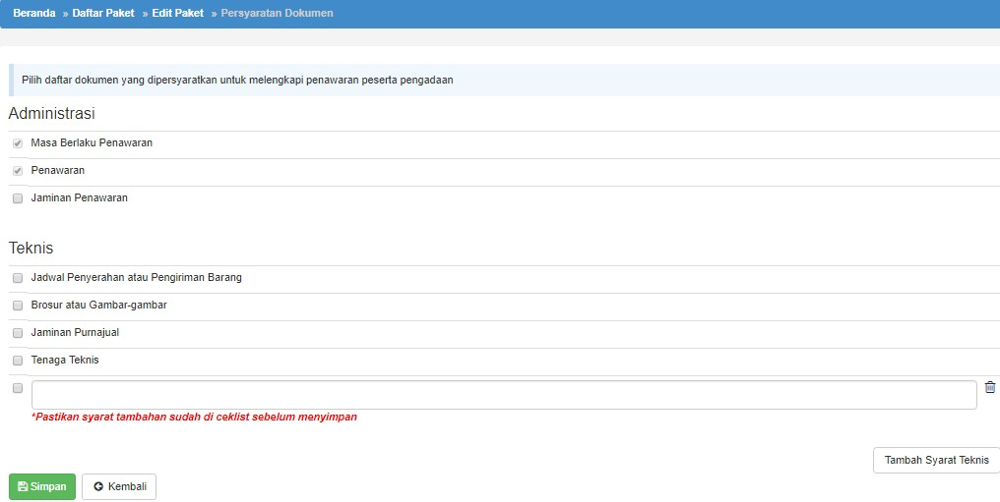 Beranda » Daftar Paket » Edit Paket » Persyaratan Dokumen
Pilih daftar dokumen yang dipersyaratkan untuk melengkapi penawaran peserta pengadaan
Administrasi
Masa Berlaku Penawaran
Penawaran
Jaminan Penawaran
Teknis
Jadwal Penyerahan atau Pengiriman Barang
Brosur atau Gambar-gambar
Jaminan Purnajual
Tenaga Teknis
*Pastikan syarat tambahan sudah di ceklist sebelum menyimpan
Tambah Syarat Teknis
Simpan Kembali